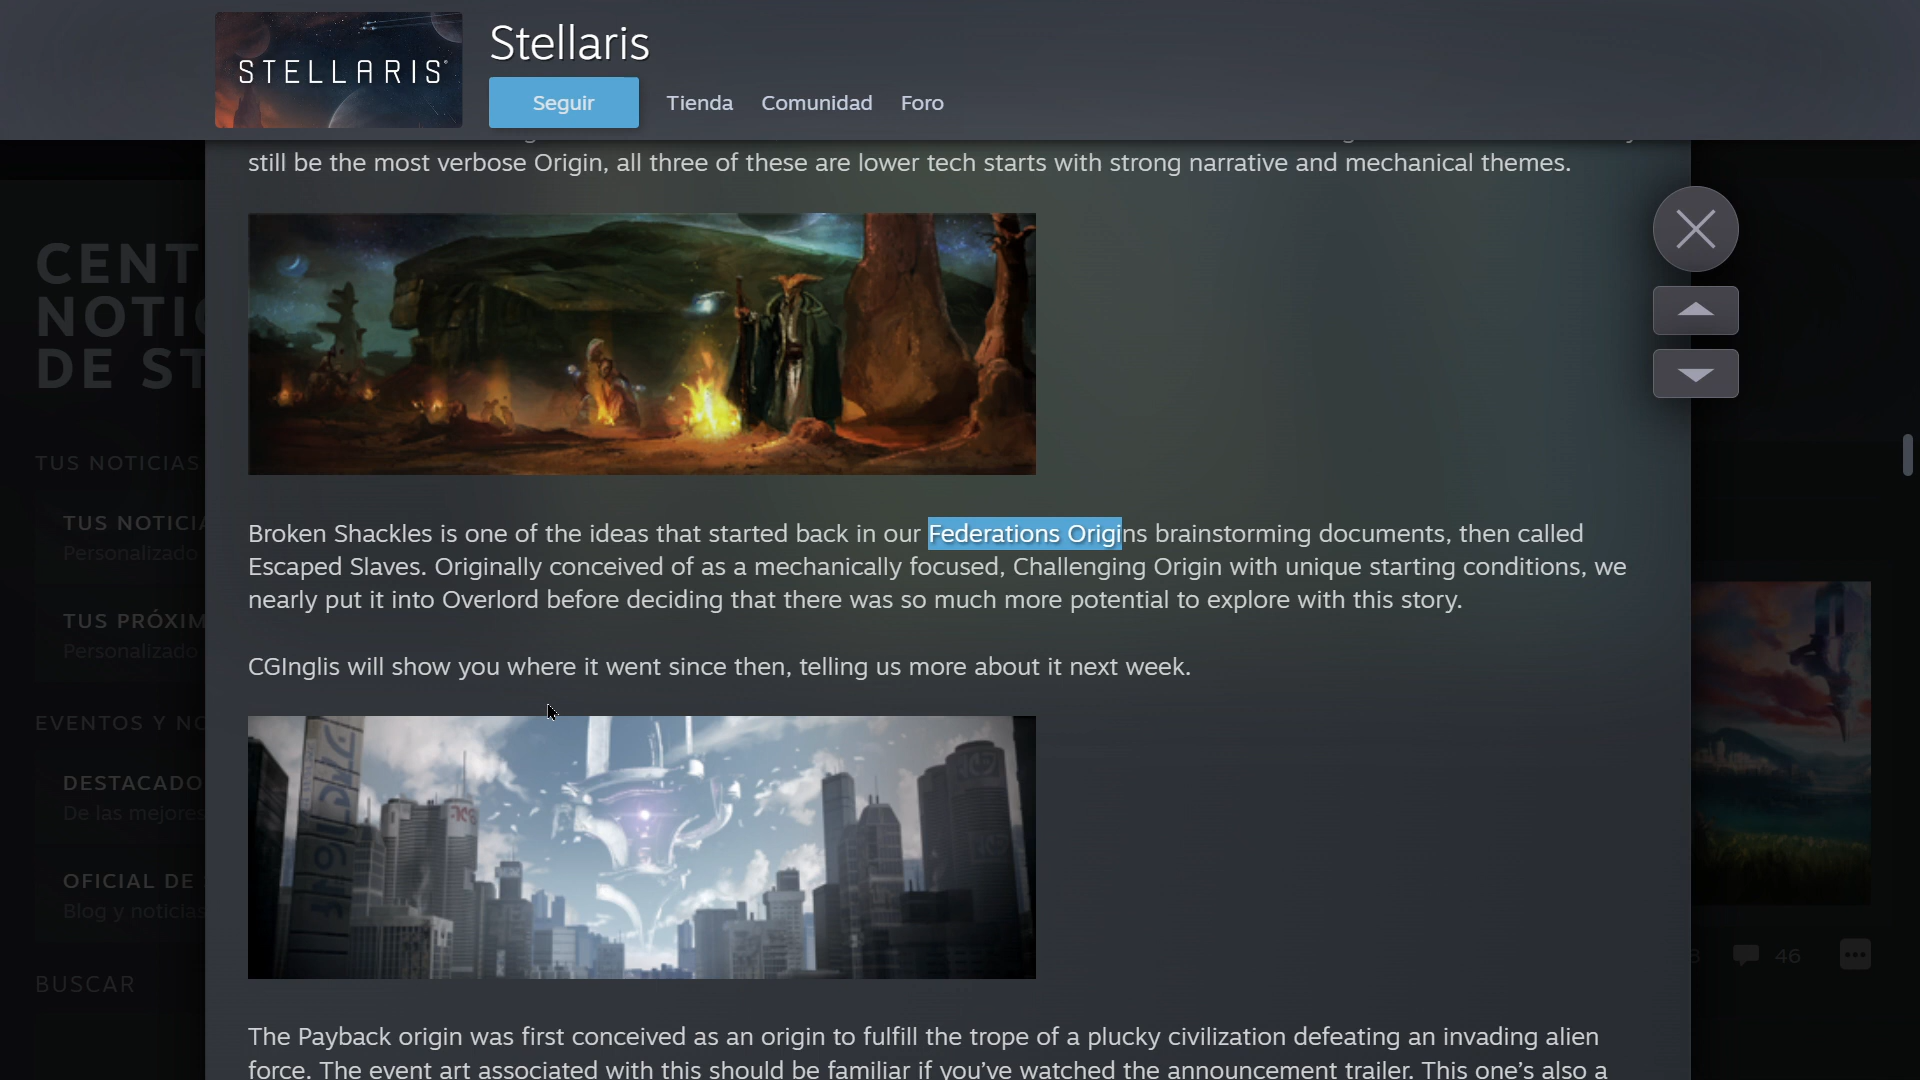 STELLARIS
Stellaris
Seguir
Tienda
Comunidad
Foro
still be the most verbose Origin, all three of these are lower tech starts with strong narrative and mechanical themes.
CENT
NOTIC
DE ST
TUS NOTICIAS
TUS NOTICIA
Personalizado
TUS PRÓXIM
Personalizado
EVENTOS Y NO
DESTACADO
De las mejores
OFICIAL DE
Blog y noticias
BUSCAR
Broken Shackles is one of the ideas that started back in our Federations Origins brainstorming documents, then called
Escaped Slaves. Originally conceived of as a mechanically focused, Challenging Origin with unique starting conditions, we
nearly put it into Overlord before deciding that there was so much more potential to explore with this story.
CGInglis will show you where it went since then, telling us more about it next week.
The Payback origin was first conceived as an origin to fulfill the trope of a plucky civilization defeating an invading alien
force. The event art associated with this should be familiar if you've watched the announcement trailer. This one's also a
46